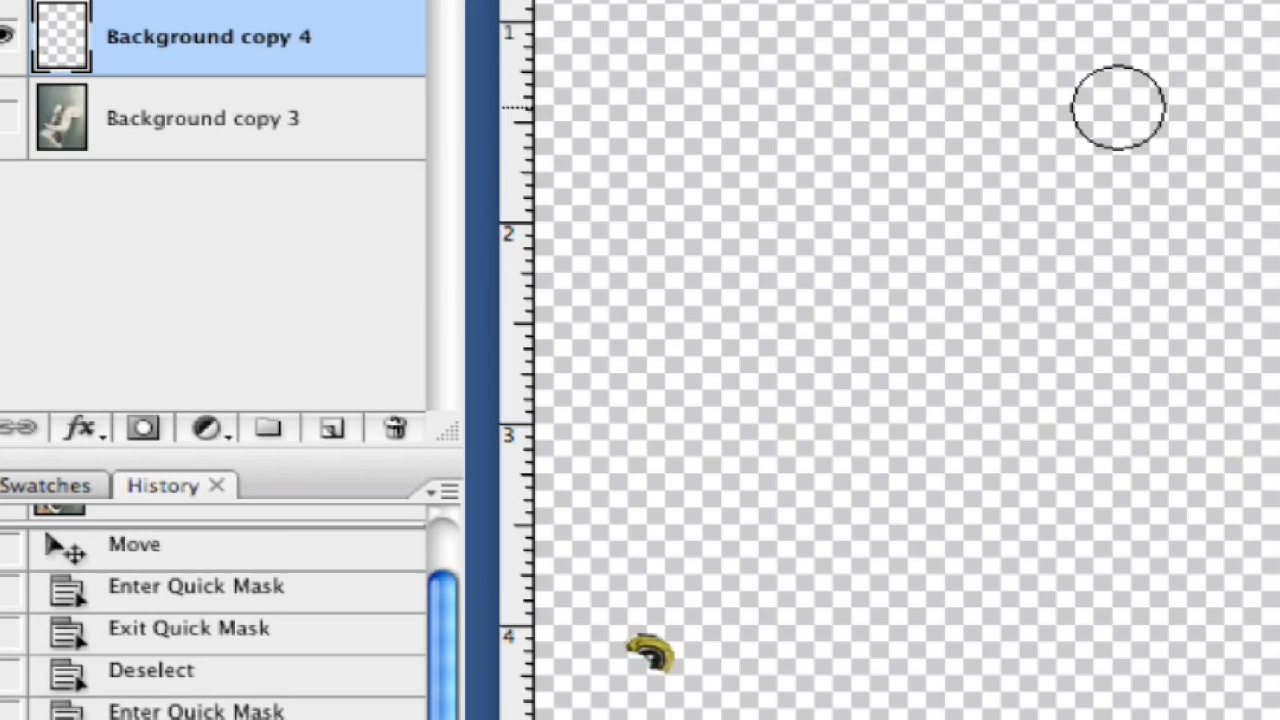 Background copy 4
Background copy 3
fx
Swatches
History
Move
Enter Quick Mask
Exit Quick Mask
Deselect
Enter Quick Mask
1
2
3
4